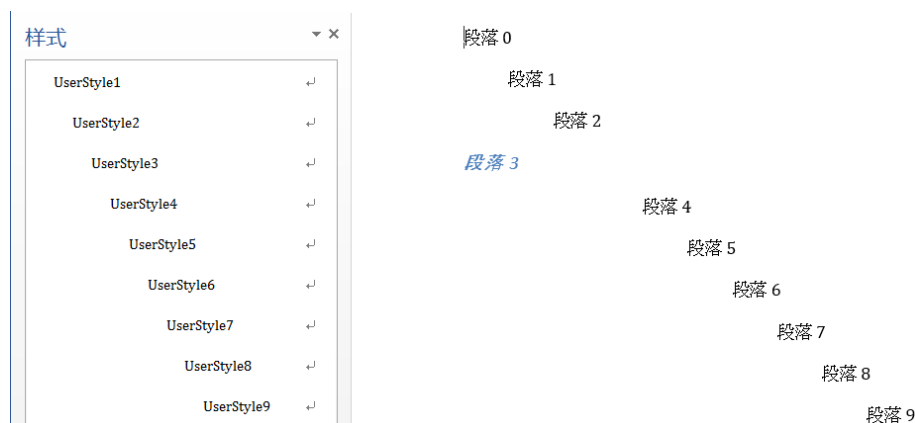 样式
UserStyle1
UserStyle2
UserStyle3
UserStyle4
UserStyle5
UserStyle6
UserStyle7
UserStyle8
UserStyle9
段落 0
段落 1
段落 2
段落 3
段落 4
段落 5
段落 6
段落 7
段落 8
段落 9